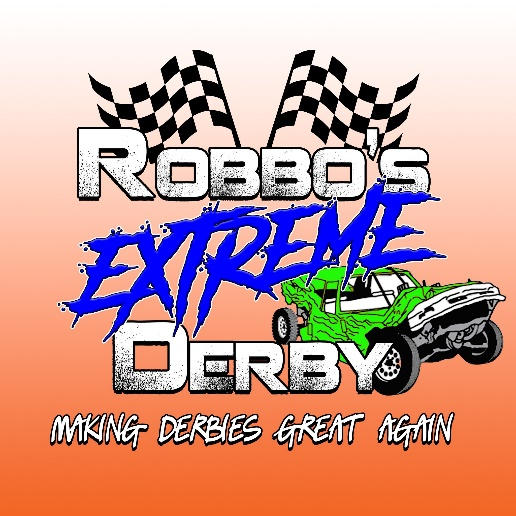 Robbo's
EXTREME
Derby
MAKING DERBIES GREAT AGAIN